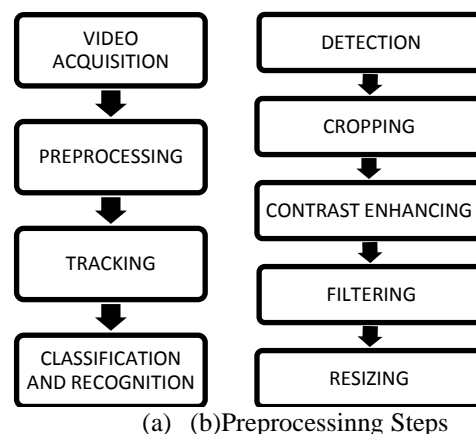 VIDEO
ACQUISITION
PREPROCESSING
TRACKING
CLASSIFICATION
AND RECOGNITION
DETECTION
CROPPING
CONTRAST ENHANCING
FILTERING
RESIZING
(a) (b)Preprocessinng Steps